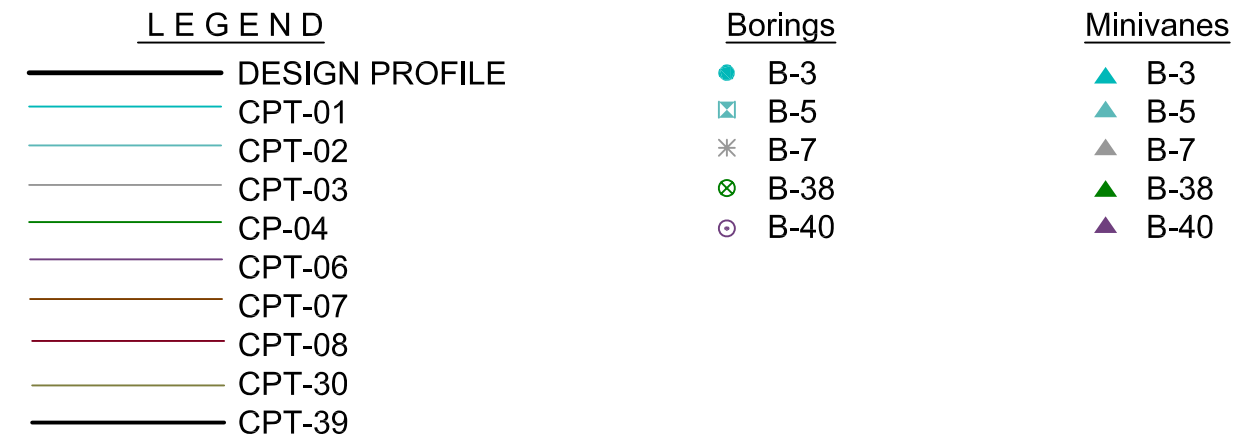 L E G E N D
DESIGN PROFILE
CPT-01
CPT-02
CPT-03
CP-04
CPT-06
CPT-07
CPT-08
CPT-30
CPT-39
Borings
B-3
B-5
B-7
B-38
B-40
Minivanes
B-3
B-5
B-7
B-38
B-40